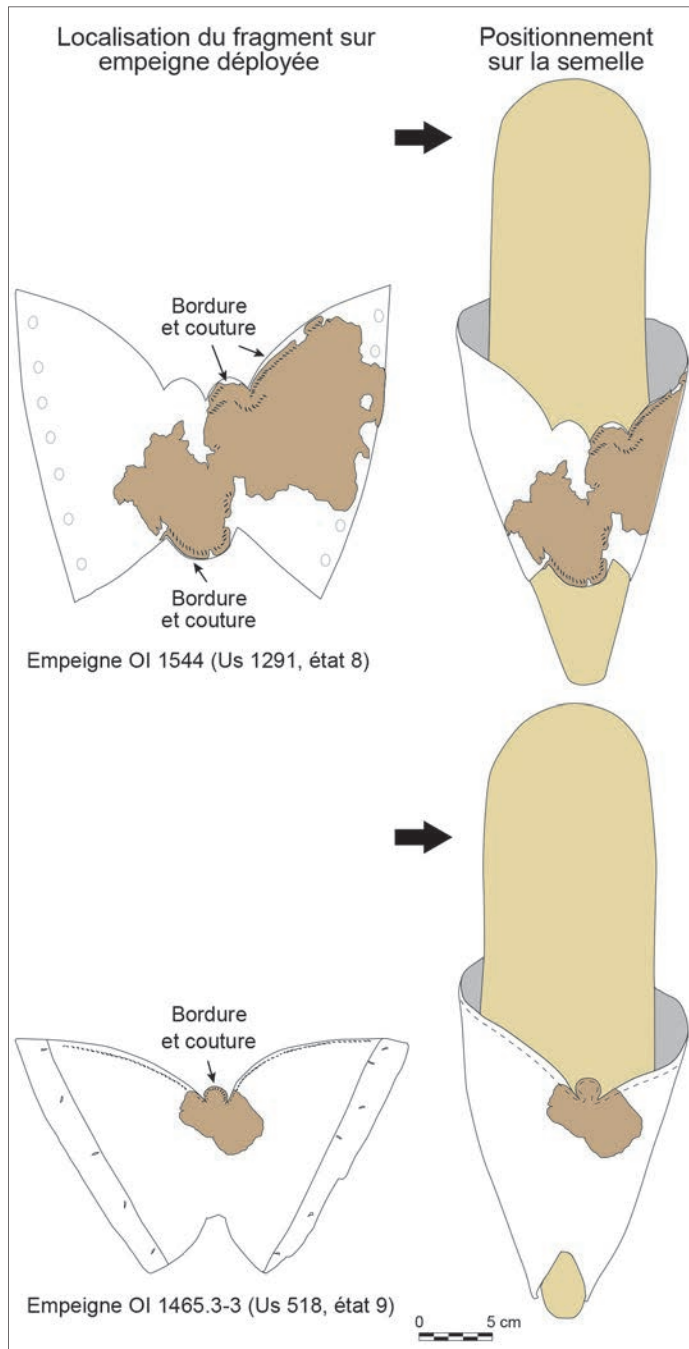 Localisation du fragment sur
empeigne déployée
Positionnement
sur la semelle
Bordure
et couture
Bordure
et couture
Empeigne OI 1544 (Us 1291, état 8)
Bordure
et couture
Empeigne OI 1465.3-3 (Us 518, état 9)
0 5 cm